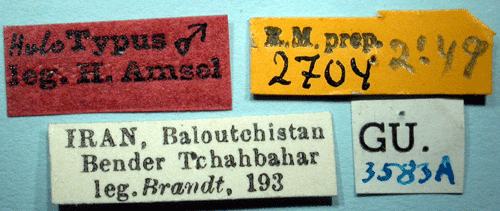 Holo Typus ♂
leg. H. Amsel
R.M. prep.
2704 2:49
IRAN, Baloutchistan
Bender Tchahbahar
leg. Brandt, 193
GU.
3583A